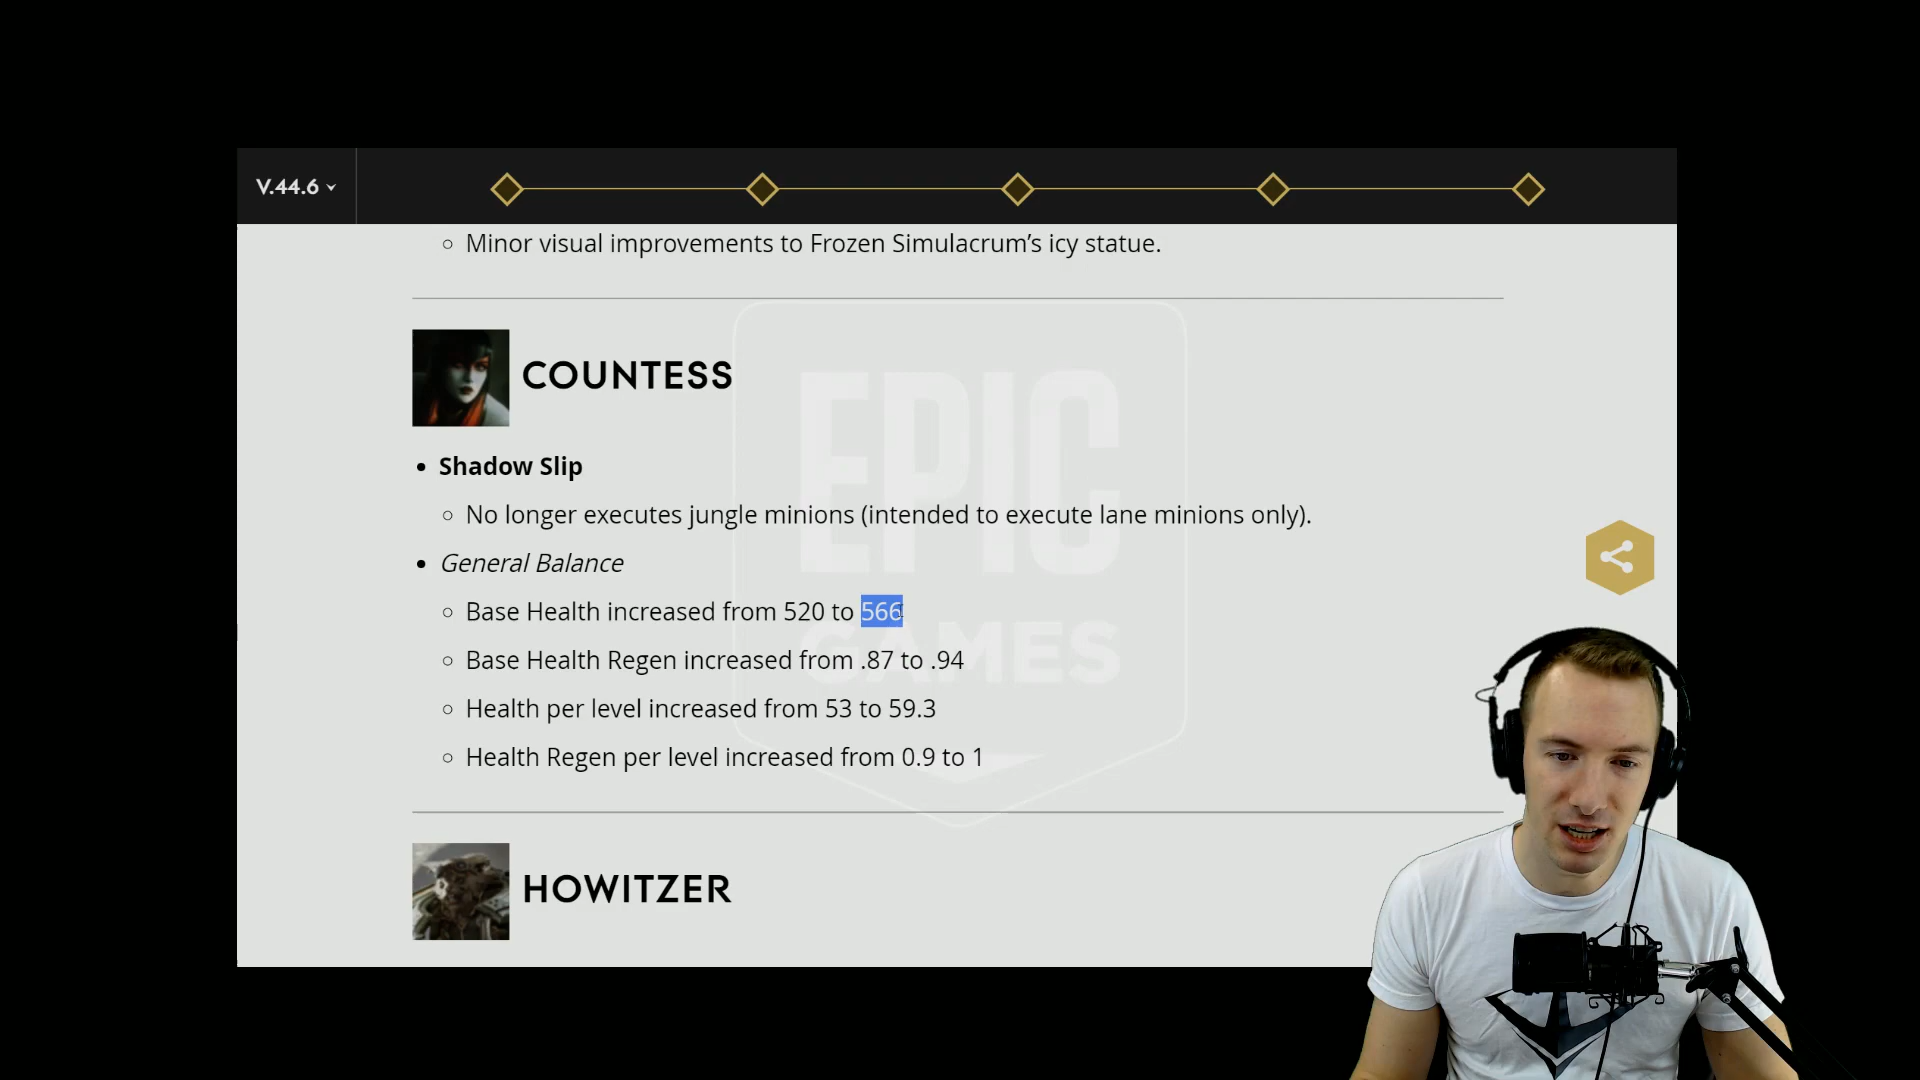 V.44.6
Minor visual improvements to Frozen Simulacrum’s icy statue.
COUNTESS
Shadow Slip
No longer executes jungle minions (intended to execute lane minions only).
General Balance
Base Health increased from 520 to 566
Base Health Regen increased from .87 to .94
Health per level increased from 53 to 59.3
Health Regen per level increased from 0.9 to 1
HOWITZER
EPIC
GAMES